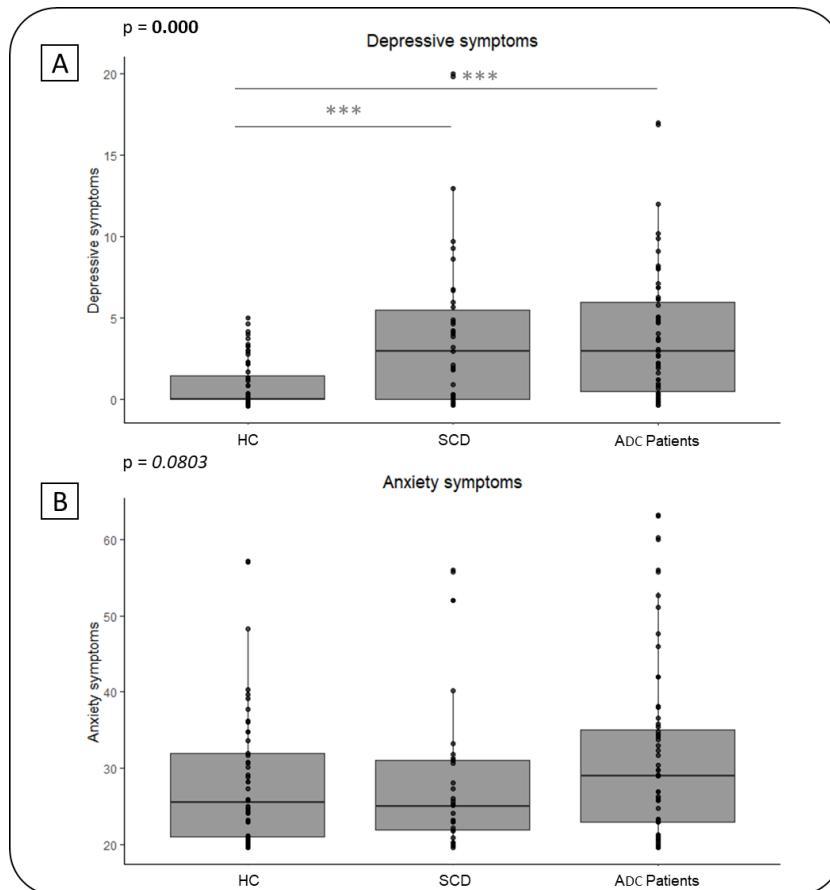 p = 0.000
A
Depressive symptoms
***
***
20
15
10
5
0
Depressive symptoms
HC
SCD
ADC Patients
p = 0.0803
B
Anxiety symptoms
60
50
40
30
20
Anxiety symptoms
HC
SCD
ADC Patients